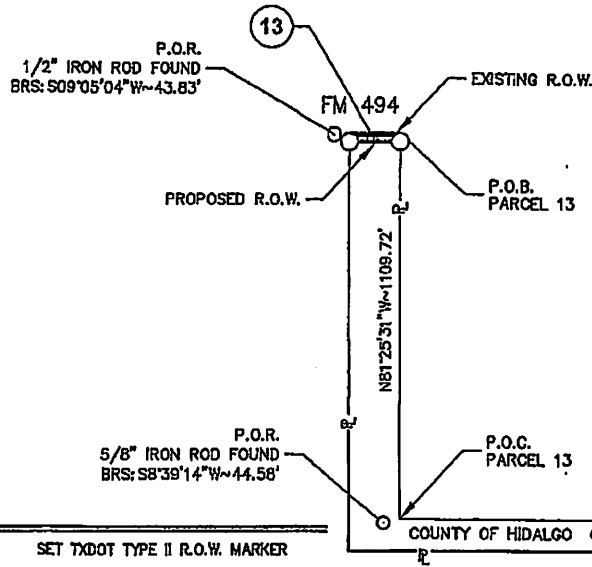 13
P.O.R.
1/2" IRON ROD FOUND
BRS: S09°05'04"W~43.83'
FM 494
EXISTING R.O.W.
PROPOSED R.O.W.
P.O.B.
PARCEL 13
N81°25'31"W~1109.72'
P.O.R.
5/8" IRON ROD FOUND
BRS: S8°39'14"W~44.58'
P.O.C.
PARCEL 13
COUNTY OF HIDALGO
SET TXDOT TYPE II R.O.W. MARKER